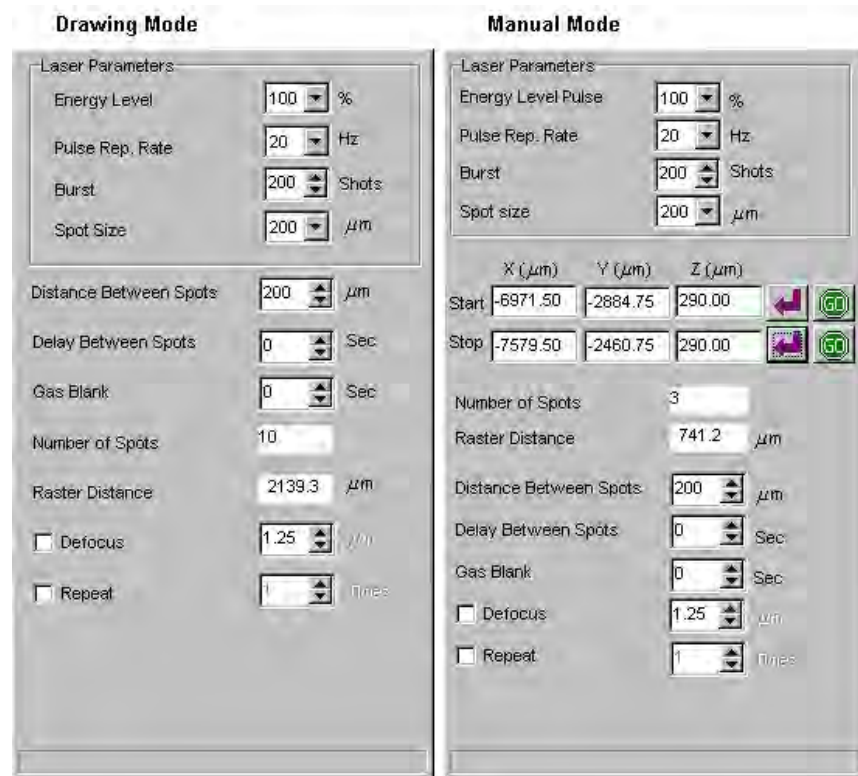 Drawing Mode
Laser Parameters
Energy Level 100 %
Pulse Rep. Rate 20 Hz
Burst 200 Shots
Spot Size 200 μm
Distance Between Spots 200 μm
Delay Between Spots 0 Sec
Gas Blank 0 Sec
Number of Spots 10
Raster Distance 2139.3 μm
Defocus 1.25 μm
Repeat 1 Times
Manual Mode
Laser Parameters
Energy Level Pulse 100 %
Pulse Rep. Rate 20 Hz
Burst 200 Shots
Spot size 200 μm
X (μm) Y (μm) Z (μm)
Start -6971.50 -2884.75 290.00 GO
Stop -7579.50 -2460.75 290.00 GO
Number of Spots 3
Raster Distance 741.2 μm
Distance Between Spots 200 μm
Delay Between Spots 0 Sec
Gas Blank 0 Sec
Defocus 1.25 μm
Repeat 1 Times